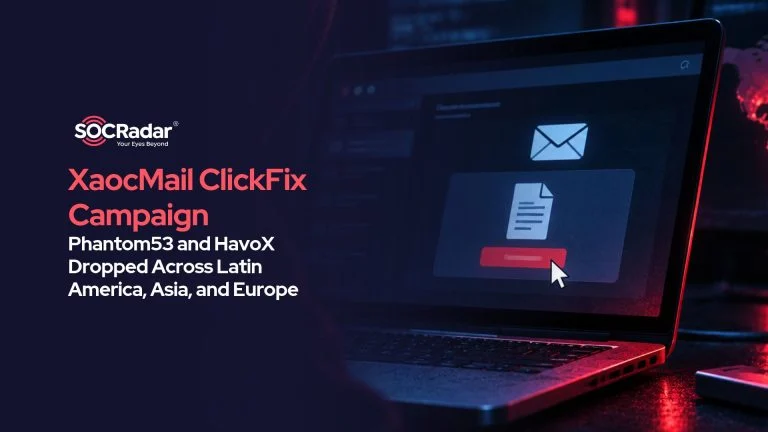 SOCRadar®
Your Eyes Beyond
XaocMail ClickFix
Campaign
Phantom53 and HavoX
Dropped Across Latin
America, Asia, and Europe